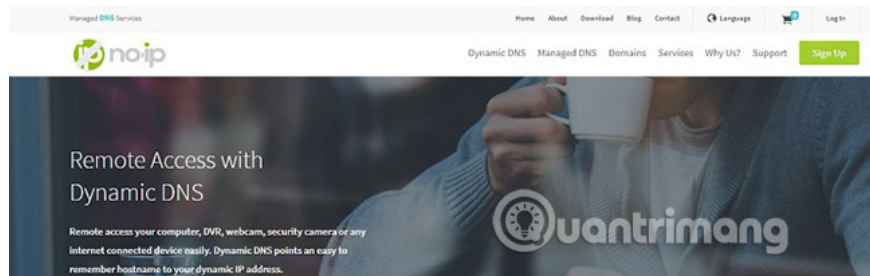 Managed DNS Services
Home About Download Blog Contact Language 0 Log In
no·ip
Dynamic DNS Managed DNS Domains Services Why Us? Support Sign Up
Remote Access with
Dynamic DNS
Remote access your computer, DVR, webcam, security camera or any
internet connected device easily. Dynamic DNS points an easy to
remember hostname to your dynamic IP address.
Quantrimang